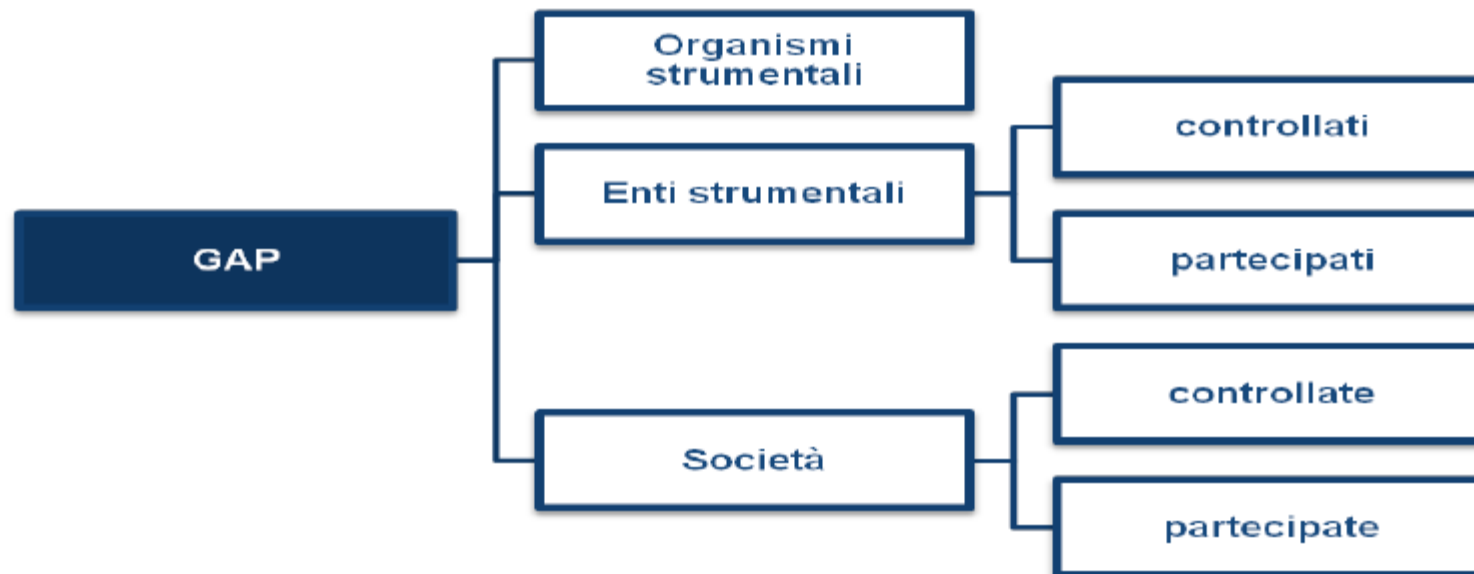 GAP
Organismi
strumentali
Enti strumentali
controllati
partecipati
Società
controllate
partecipate